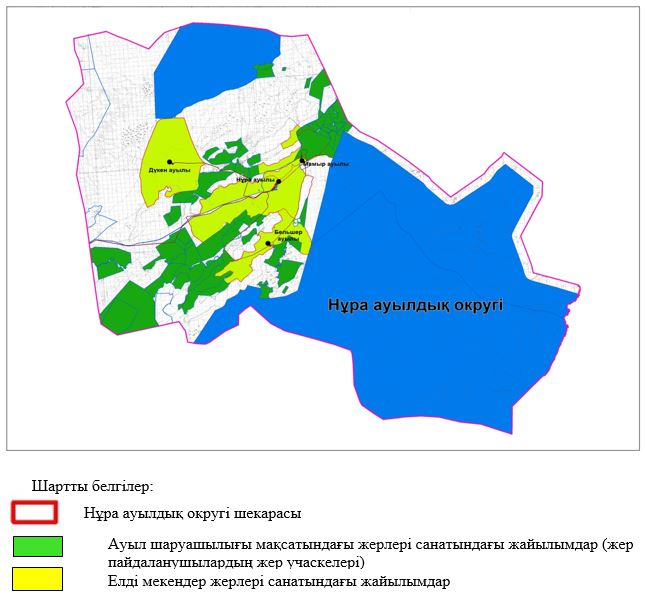 Дүкен ауылы
Мамыр ауылы
Нұра ауылы
Бельшер
ауылы
Нұра ауылдық округі
Шартты белгілер:
Нұра ауылдық округі шекарасы
Ауыл шаруашылығы мақсатындағы жерлері санатындағы жайылымдар (жер
пайдаланушылардың жер учаскелері)
Елді мекендер жерлері санатындағы жайылымдар